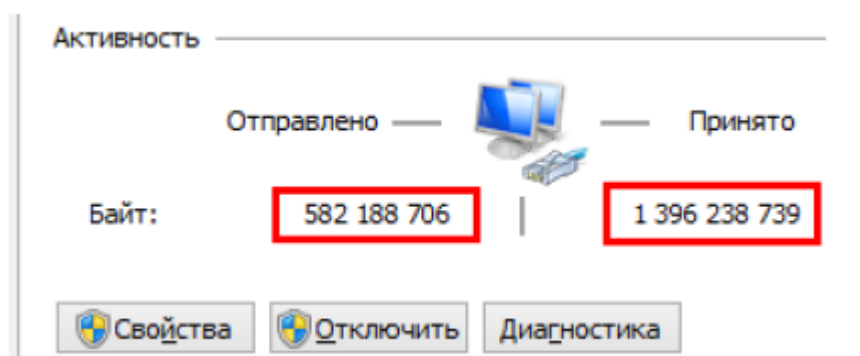 Активность
Отправлено — — Принято
Байт: 582 188 706 | 1 396 238 739
Свойства Отключить Диагностика